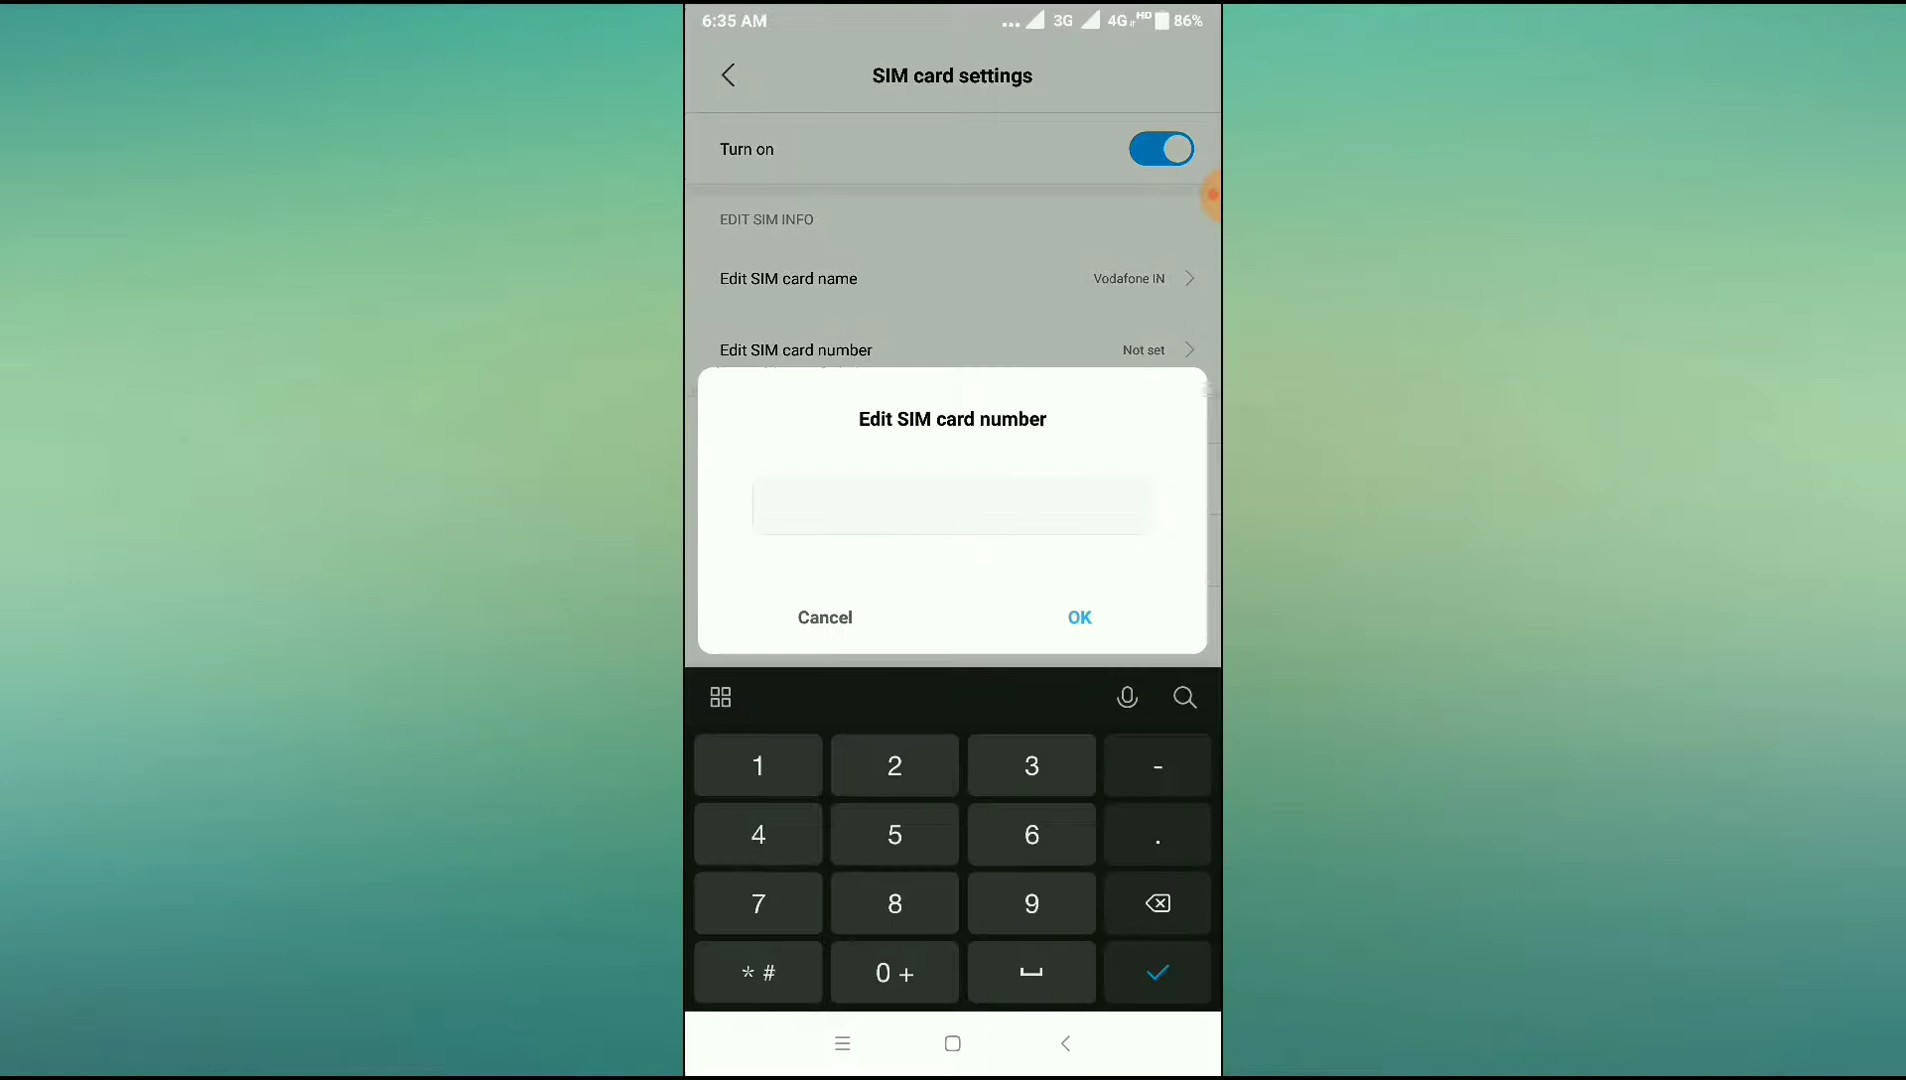 6:35 AM ... 3G 4G HD 86%
SIM card settings
Turn on
EDIT SIM INFO
Edit SIM card name Vodafone IN
Edit SIM card number Not set
Edit SIM card number
Cancel OK
1 2 3 -
4 5 6 .
7 8 9
* # 0 +